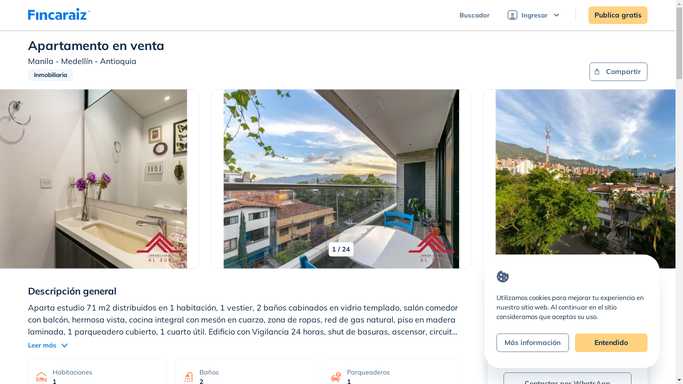 Fincaraiz
Buscador
Ingresar
Publica gratis
Apartamento en venta
Manila - Medellín - Antioquia
Inmobiliaria
Compartir
1 / 24
Descripción general
Aparta estudio 71 m2 distribuidos en 1 habitación, 1 vestier, 2 baños cabinados en vidrio templado, salón comedor
con balcón, hermosa vista, cocina integral con mesón en cuarzo, zona de ropas, red de gas natural, piso en madera
laminada, 1 parqueadero cubierto, 1 cuarto útil. Edificio con Vigilancia 24 horas, shut de basuras, ascensor, circuit...
Leer más
Habitaciones
1
Baños
2
Parqueaderos
1
Utilizamos cookies para mejorar tu experiencia en
nuestro sitio web. Al continuar en el sitio
consideramos que aceptas su uso.
Más información
Entendido
Contactar por WhatsApp